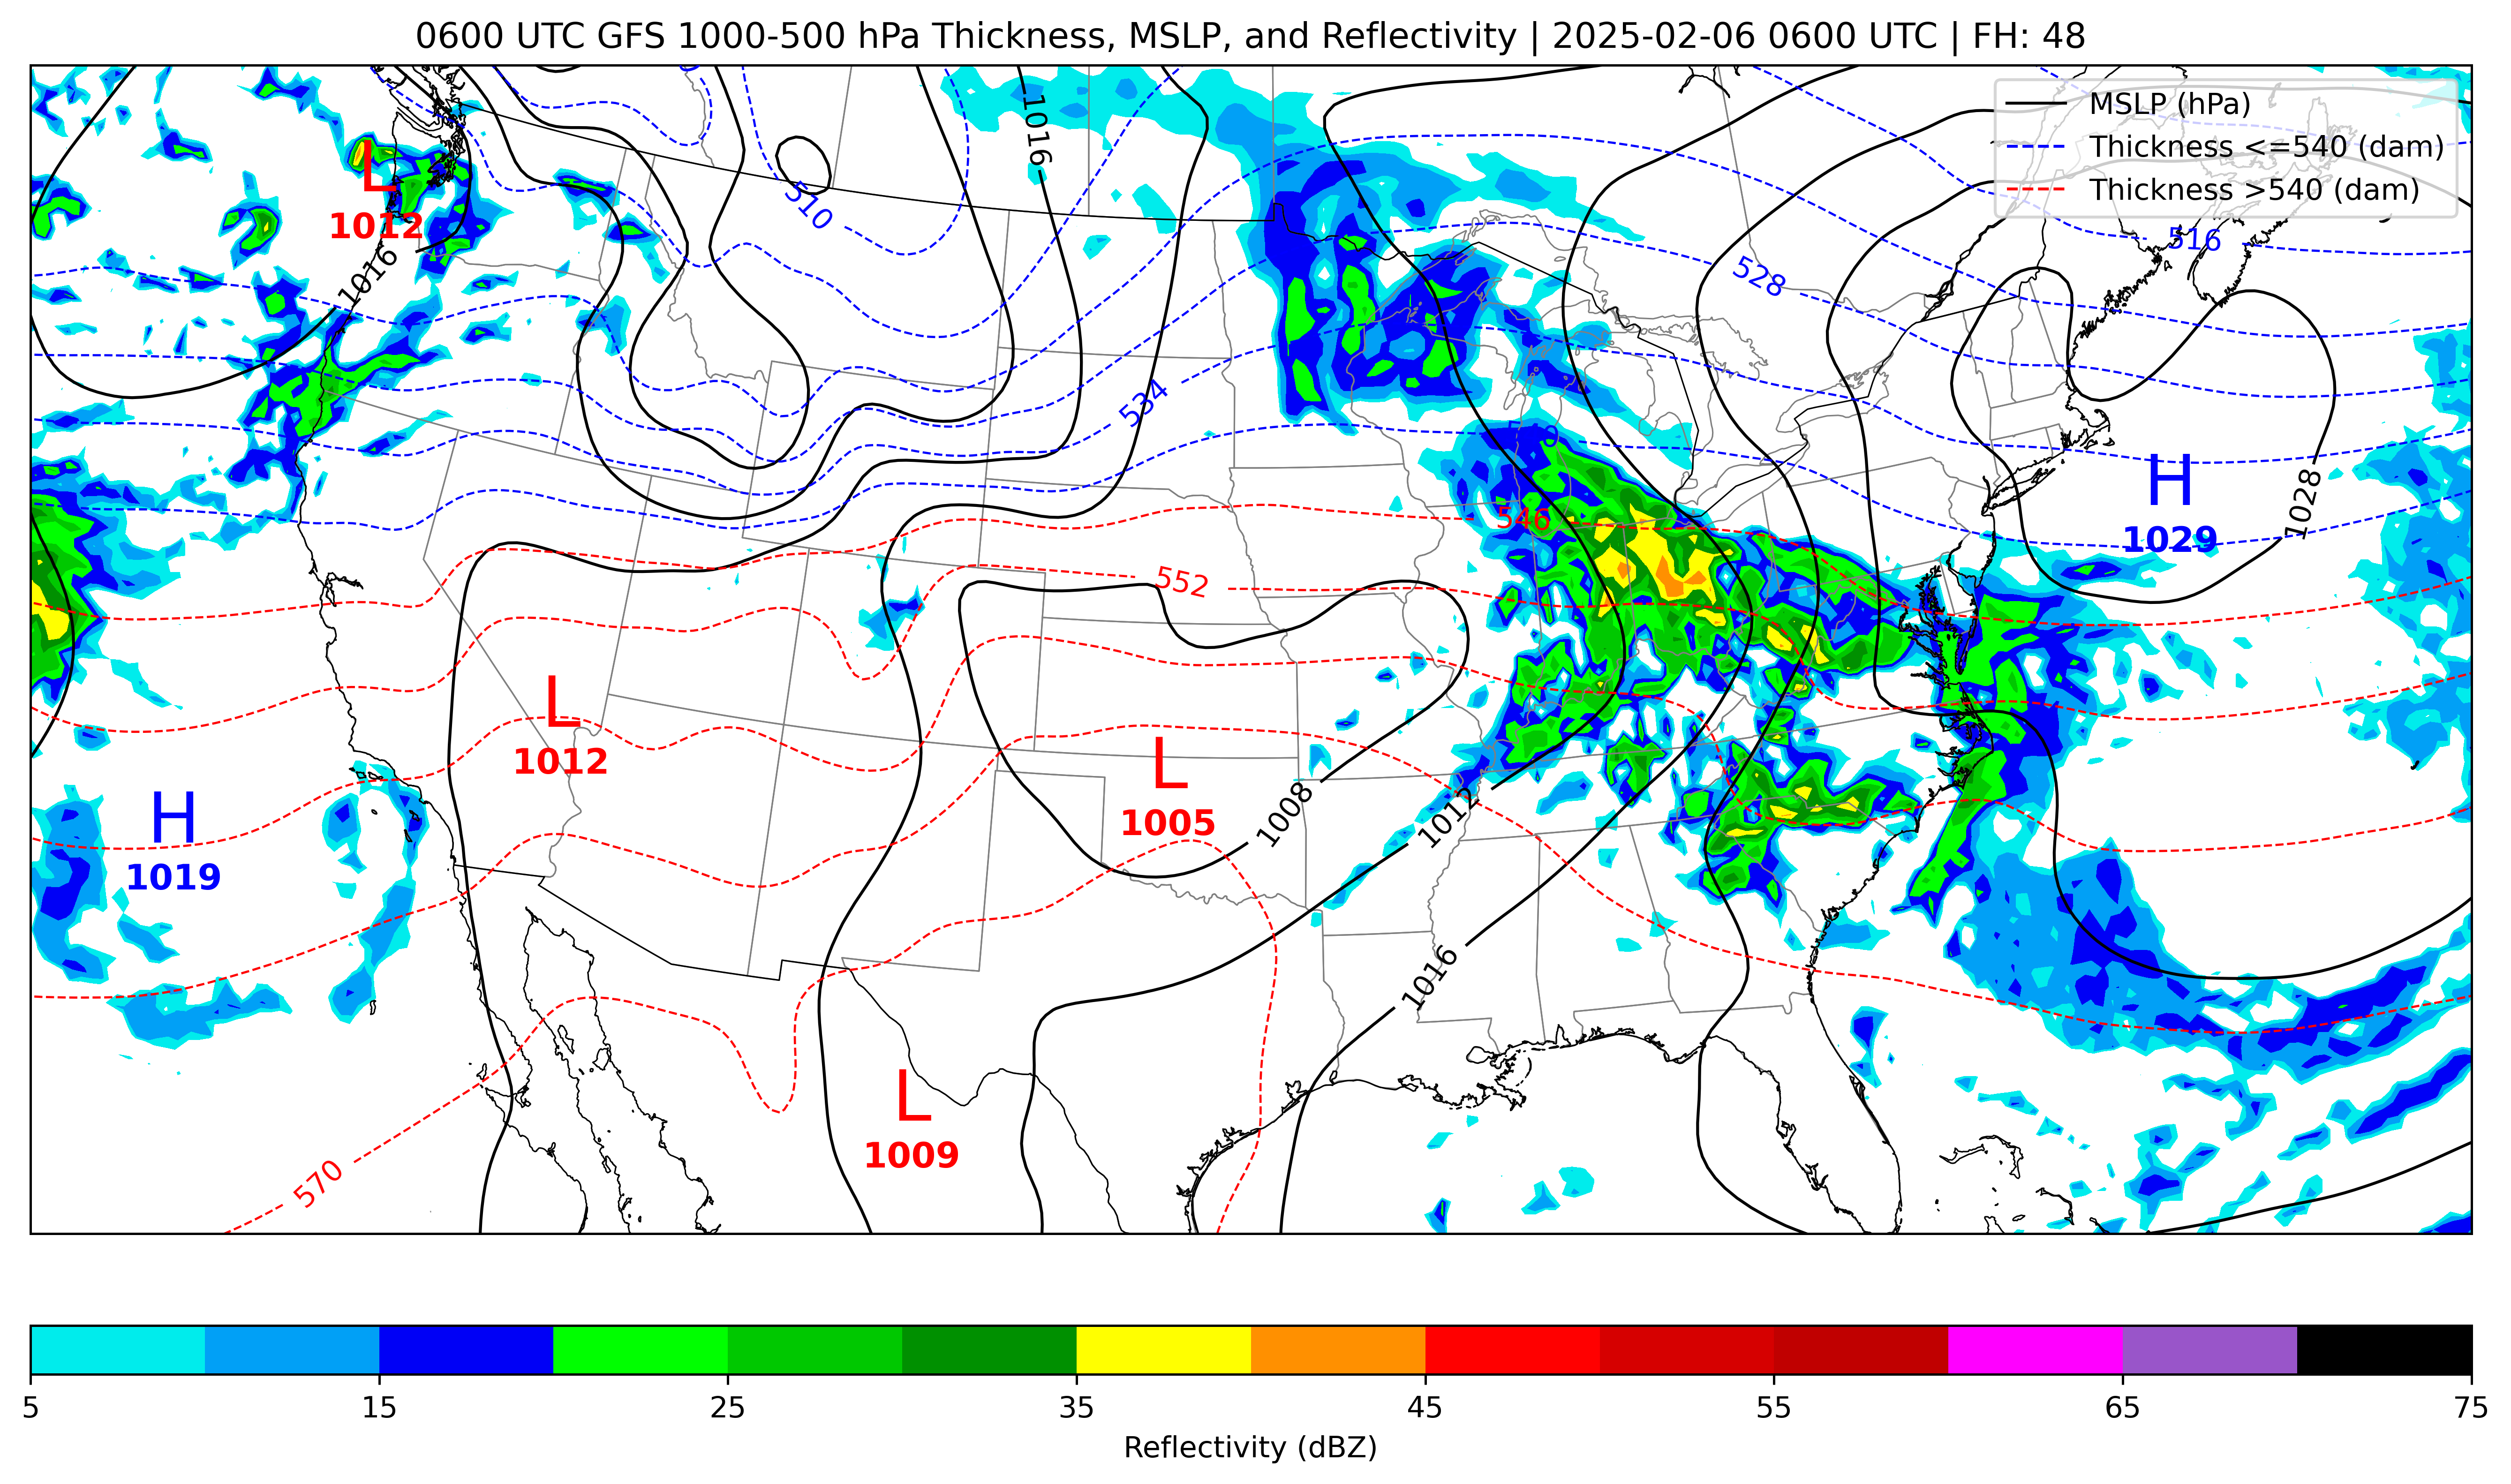 0600 UTC GFS 1000-500 hPa Thickness, MSLP, and Reflectivity | 2025-02-06 0600 UTC | FH: 48
MSLP (hPa)
Thickness <=540 (dam)
Thickness >540 (dam)
1016
L
1012
510
516
528
1016
534
H
1029
1028
546
552
L
1012
L
1005
H
1019
1008
1012
1016
L
1009
570
5
15
25
35
45
55
65
75
Reflectivity (dBZ)